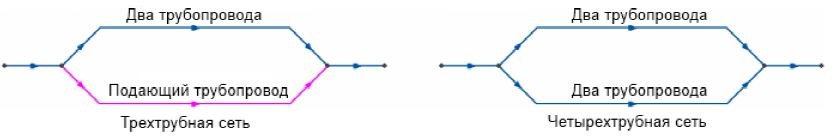 Два трубопровода
Подающий трубопровод
Трехтрубная сеть
Два трубопровода
Два трубопровода
Четырехтрубная сеть